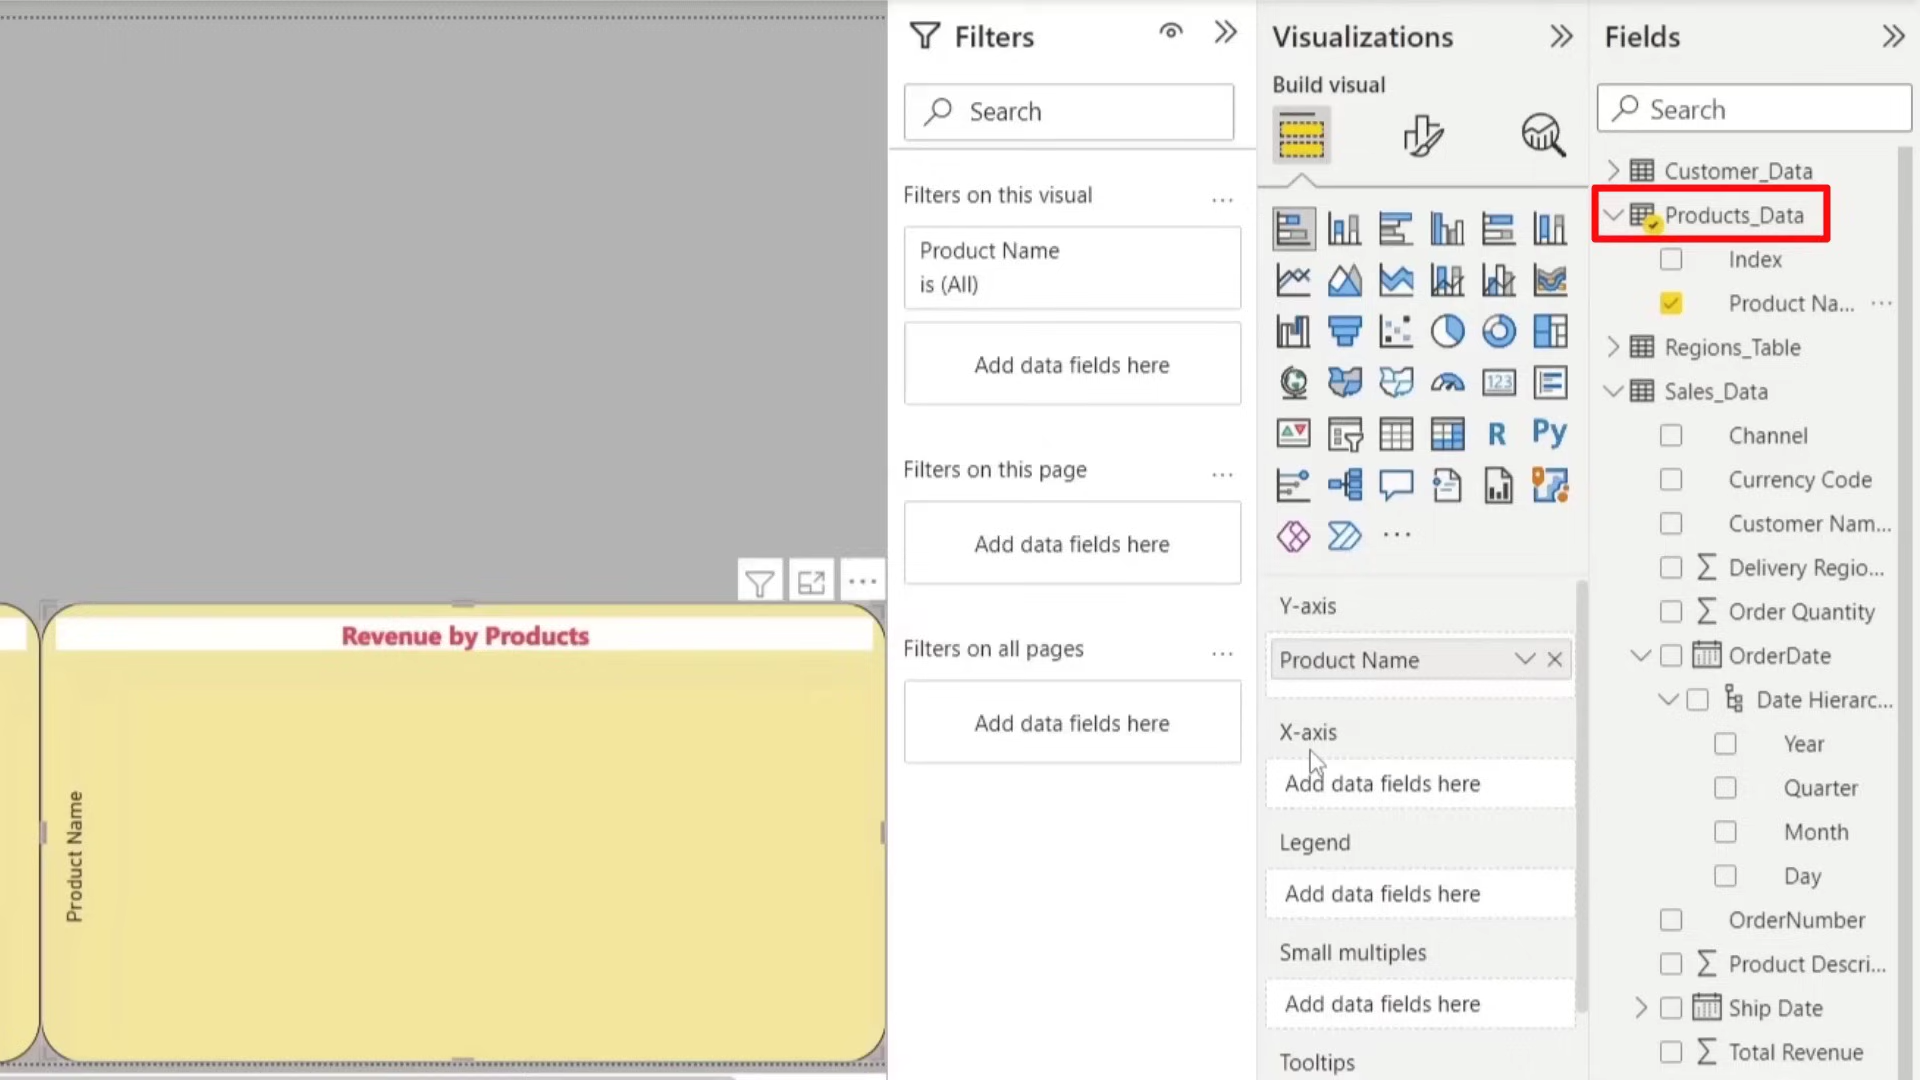 Revenue by Products
Product Name
Filters
Search
Filters on this visual
...
Product Name
is (All)
Add data fields here
Filters on this page
...
Add data fields here
Filters on all pages
...
Add data fields here
Visualizations
Build visual
123
R
Py
...
Y-axis
Product Name
X-axis
Add data fields here
Legend
Add data fields here
Small multiples
Add data fields here
Tooltips
Fields
Search
Customer_Data
Products_Data
Index
Product Na... ...
Regions_Table
Sales_Data
Channel
Currency Code
Customer Nam...
Σ Delivery Regio...
Σ Order Quantity
OrderDate
Date Hierarc...
Year
Quarter
Month
Day
OrderNumber
Σ Product Descri...
Ship Date
Σ Total Revenue